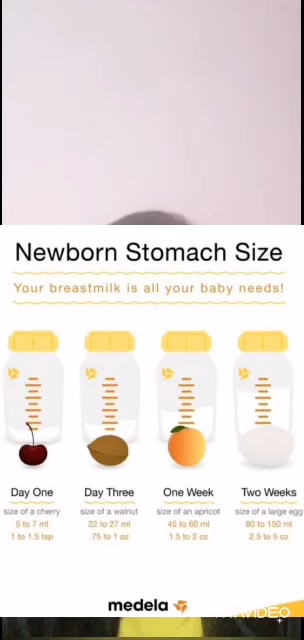 Newborn Stomach Size
Your breastmilk is all your baby needs!
Day One
Day Three
One Week
Two Weeks
size of a cherry
size of a walnut
size of an apricot
size of a large egg
5 to 7 ml
22 to 27 ml
45 to 60 ml
80 to 150 ml
1 to 1.5 tsp
.75 to 1 oz
1.5 to 2 oz
2.5 to 5 oz
medela